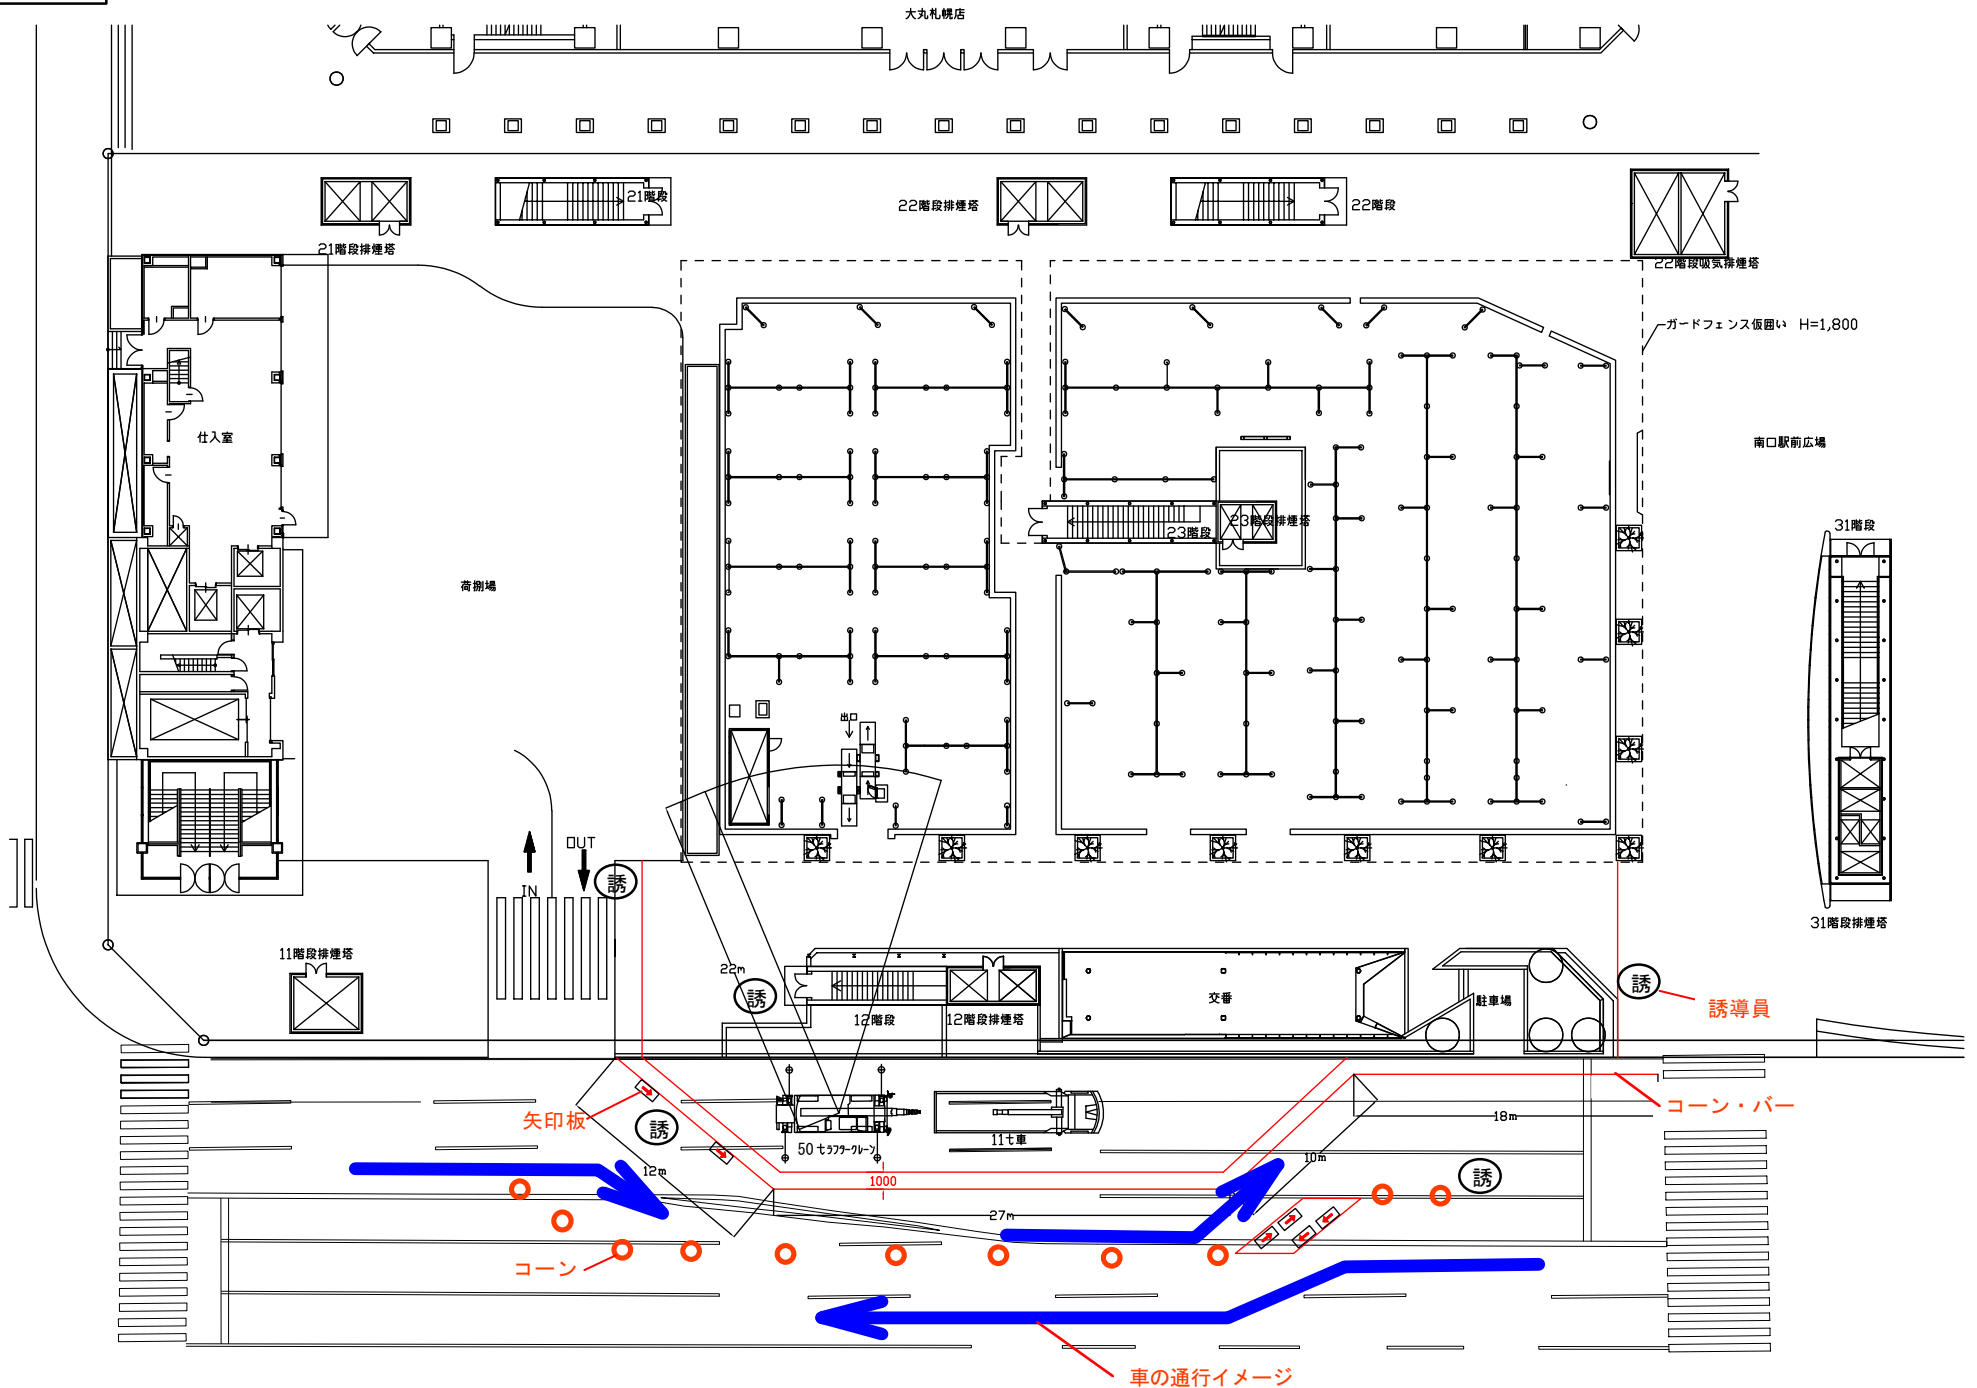 大丸札幌店
21階段
22階段排煙塔
22階段
21階段排煙塔
22階段吸気排煙塔
ガードフェンス仮囲い H=1,800
仕入室
南口駅前広場
23階段排煙塔
23階段
31階段
荷捌場
出口
OUT
IN
誘
31階段排煙塔
11階段排煙塔
22m
誘
12階段
12階段排煙塔
交番
駐車場
誘
誘導員
矢印板
誘
50tラフタークレーン
11t車
コーン・バー
18m
12m
10m
誘
1000
27m
コーン
車の通行イメージ